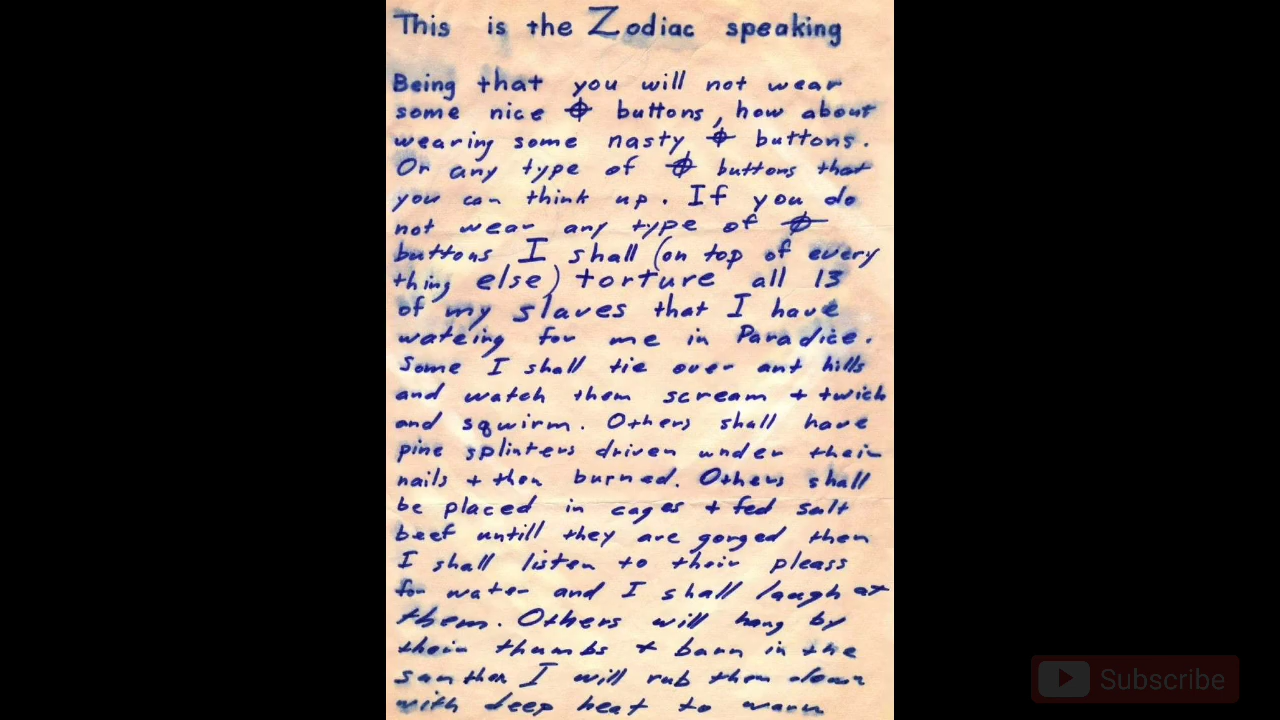 This is the Zodiac speaking
Being that you will not wear
some nice ⌖ buttons, how about
wearing some nasty ⌖ buttons.
Or any type of ⌖ buttons that
you can think up. If you do
not wear any type of ⌖
buttons I shall (on top of every
thing else) torture all 13
of my slaves that I have
wateing for me in Paradice.
Some I shall tie over ant hills
and watch them scream + twich
and squirm. Others shall have
pine splinters driven under their
nails + then burned. Others shall
be placed in cages + fed salt
beef untill they are gorged then
I shall listen to their pleass
for water and I shall laugh at
them. Others will hang by
their thumbs + burn in the
sun then I will rub them down
with deep heat to warm
Subscribe